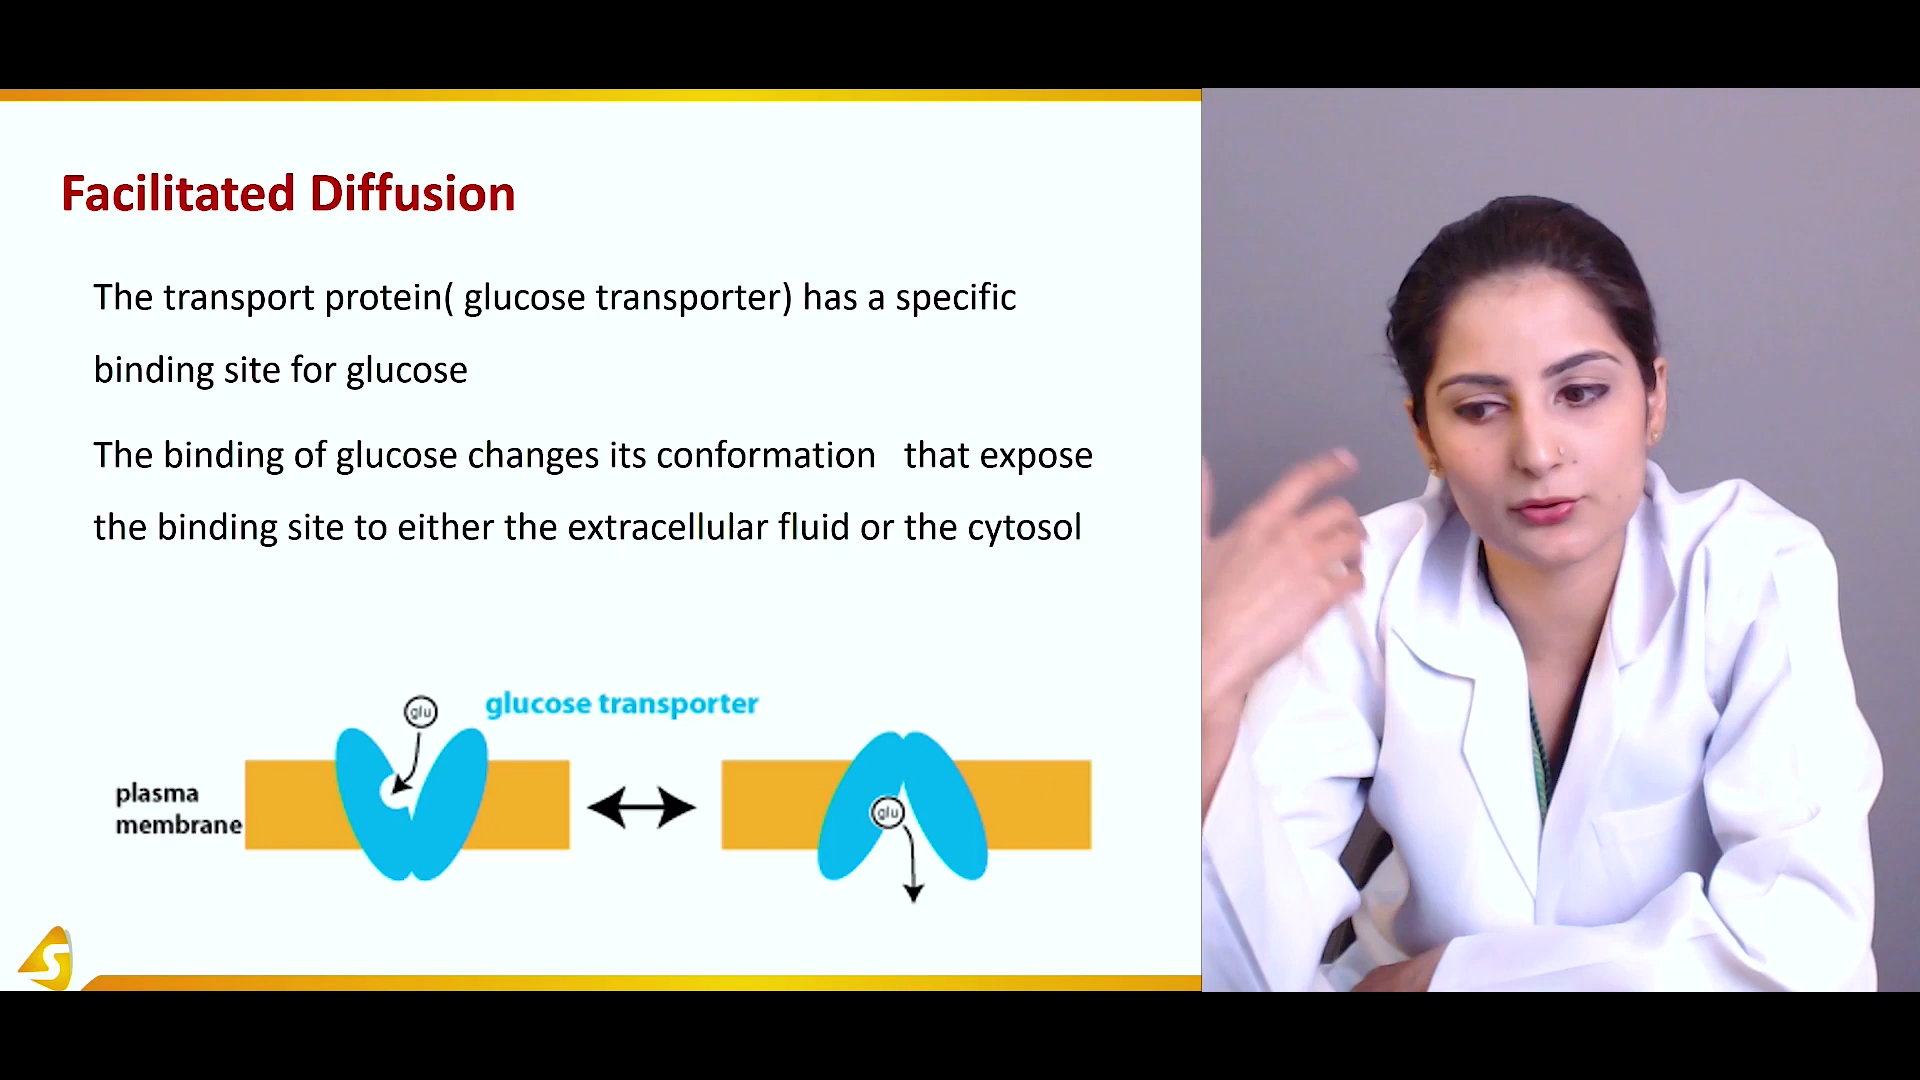 Facilitated Diffusion
The transport protein( glucose transporter) has a specific
binding site for glucose
The binding of glucose changes its conformation   that expose
the binding site to either the extracellular fluid or the cytosol
glu
glucose transporter
plasma
membrane
glu
S